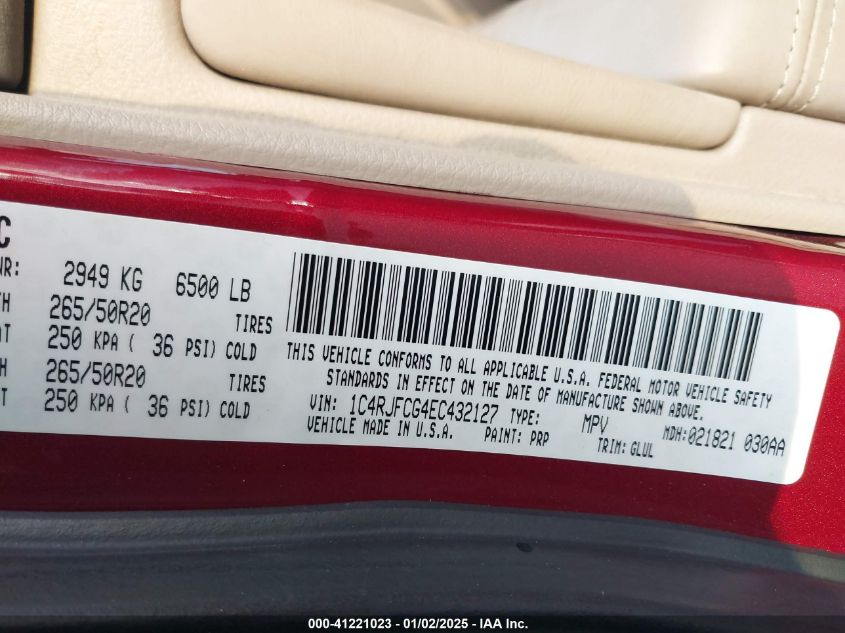 C
WR: 2949 KG 6500 LB
TH 265/50R20 TIRES
AT 250 KPA ( 36 PSI) COLD
H 265/50R20 TIRES
T 250 KPA ( 36 PSI) COLD
THIS VEHICLE CONFORMS TO ALL APPLICABLE U.S.A. FEDERAL MOTOR VEHICLE SAFETY
STANDARDS IN EFFECT ON THE DATE OF MANUFACTURE SHOWN ABOVE.
VIN: 1C4RJFCG4EC432127 TYPE: MPV MDH:021821 030AA
VEHICLE MADE IN U.S.A. PAINT: PRP TRIM: GLUL
000-41221023 — 01/02/2025 — IAA Inc.